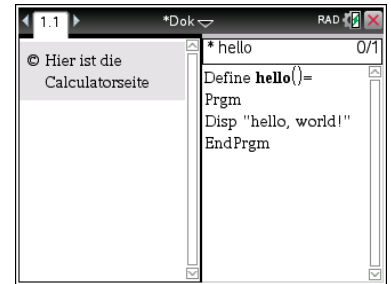 1.1 *Dok RAD
© Hier ist die
Calculatorseite
* hello 0/1
Define hello()=
Prgm
Disp "hello, world!"
EndPrgm